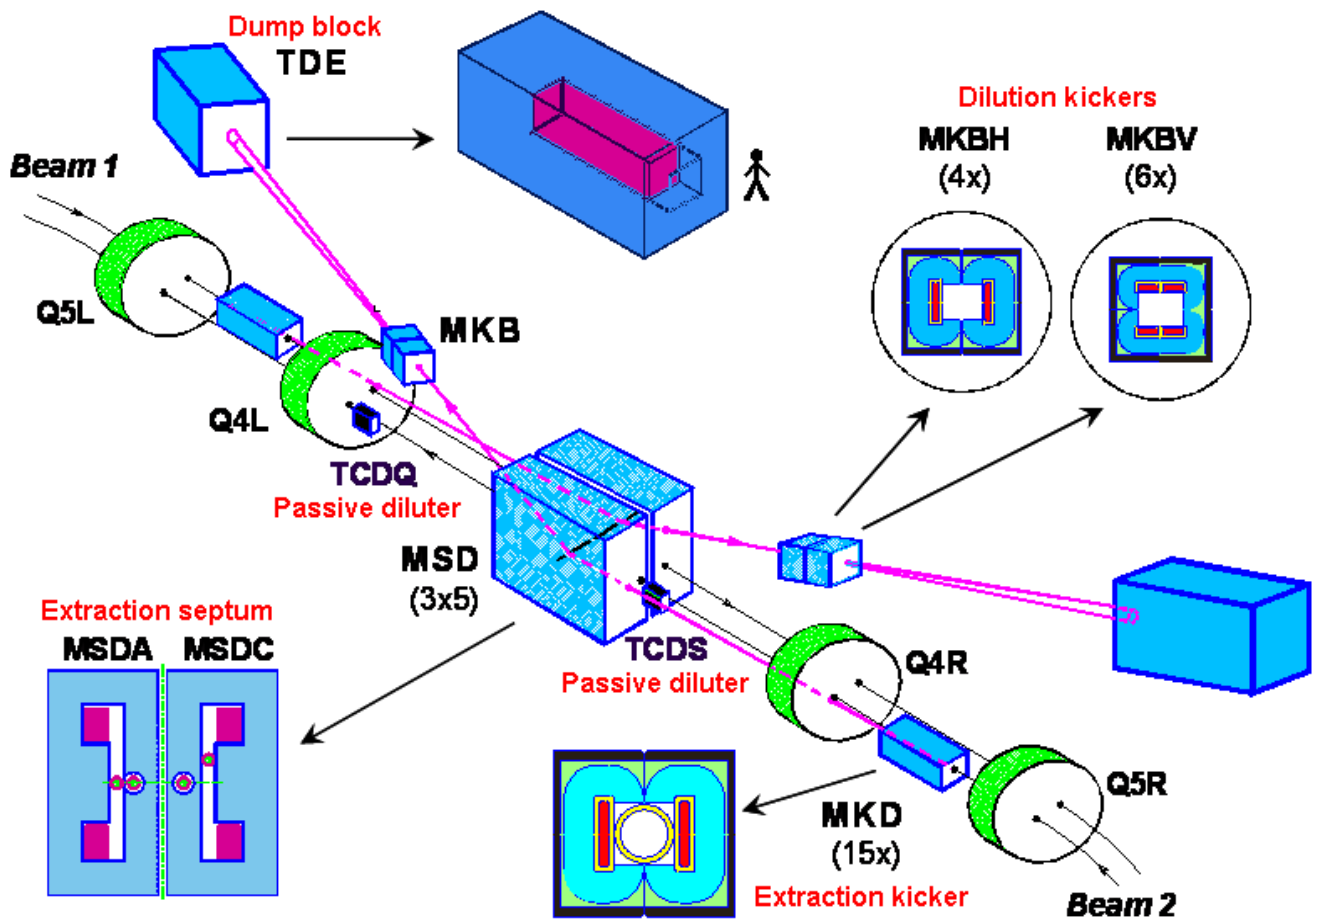 Dump block
TDE
Dilution kickers
MKBH
(4x)
MKBV
(6x)
Beam 1
Q5L
MKB
Q4L
TCDQ
Passive diluter
MSD
(3x5)
Extraction septum
MSDA
MSDC
TCDS
Passive diluter
Q4R
Q5R
MKD
(15x)
Extraction kicker
Beam 2